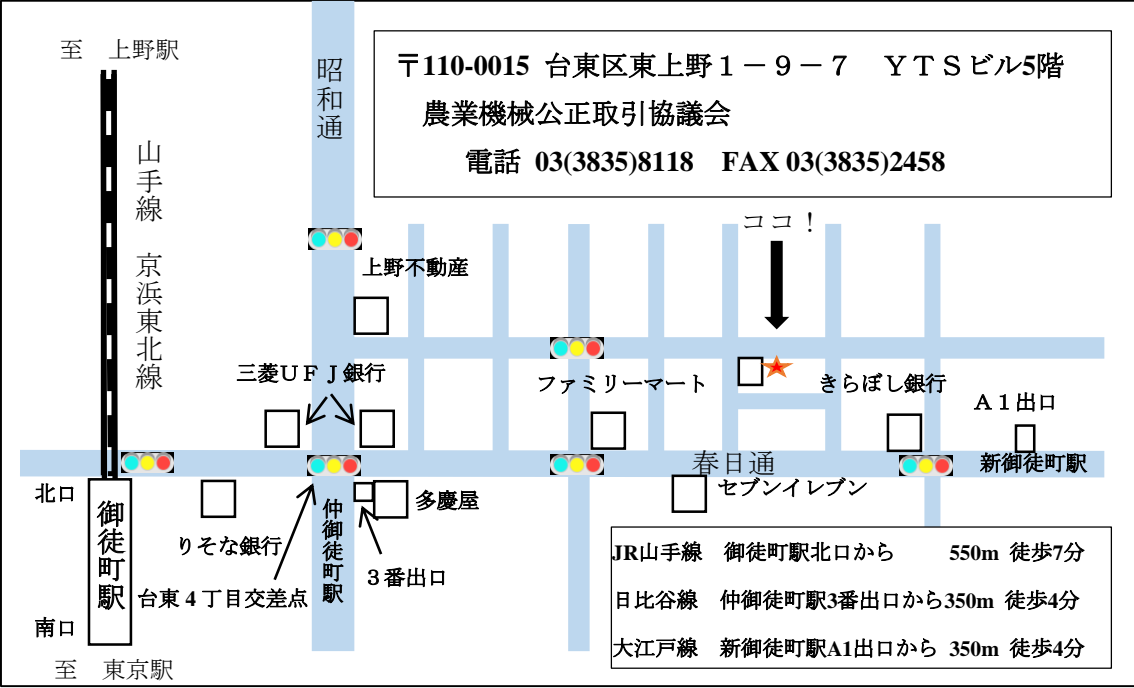 至　上野駅
昭和通
〒110-0015 台東区東上野１－９－７　ＹＴＳビル5階
農業機械公正取引協議会
電話 03(3835)8118　FAX 03(3835)2458
山手線　京浜東北線
ココ！
上野不動産
三菱ＵＦＪ銀行
ファミリーマート
きらぼし銀行
Ａ１出口
新御徒町駅
春日通
セブンイレブン
北口
御徒町駅
南口
りそな銀行
仲御徒町駅
多慶屋
３番出口
台東４丁目交差点
JR山手線　御徒町駅北口から　550m 徒歩7分
日比谷線　仲御徒町駅3番出口から350m 徒歩4分
大江戸線　新御徒町駅A1出口から 350m 徒歩4分
至　東京駅